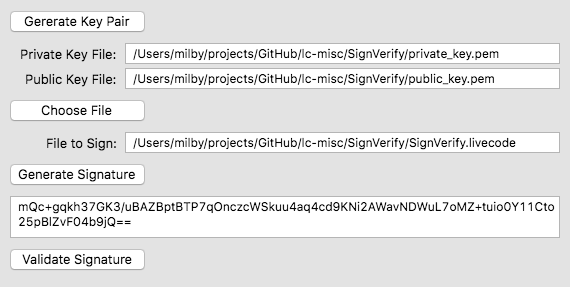 Gererate Key Pair
Private Key File: /Users/milby/projects/GitHub/lc-misc/SignVerify/private_key.pem
Public Key File: /Users/milby/projects/GitHub/lc-misc/SignVerify/public_key.pem
Choose File
File to Sign: /Users/milby/projects/GitHub/lc-misc/SignVerify/SignVerify.livecode
Generate Signature
mQc+gqkh37GK3/uBAZBptBTP7qOnczcWSkuu4aq4cd9KNi2AWavNDWuL7oMZ+tuio0Y11Cto
25pBlZvF04b9jQ==
Validate Signature